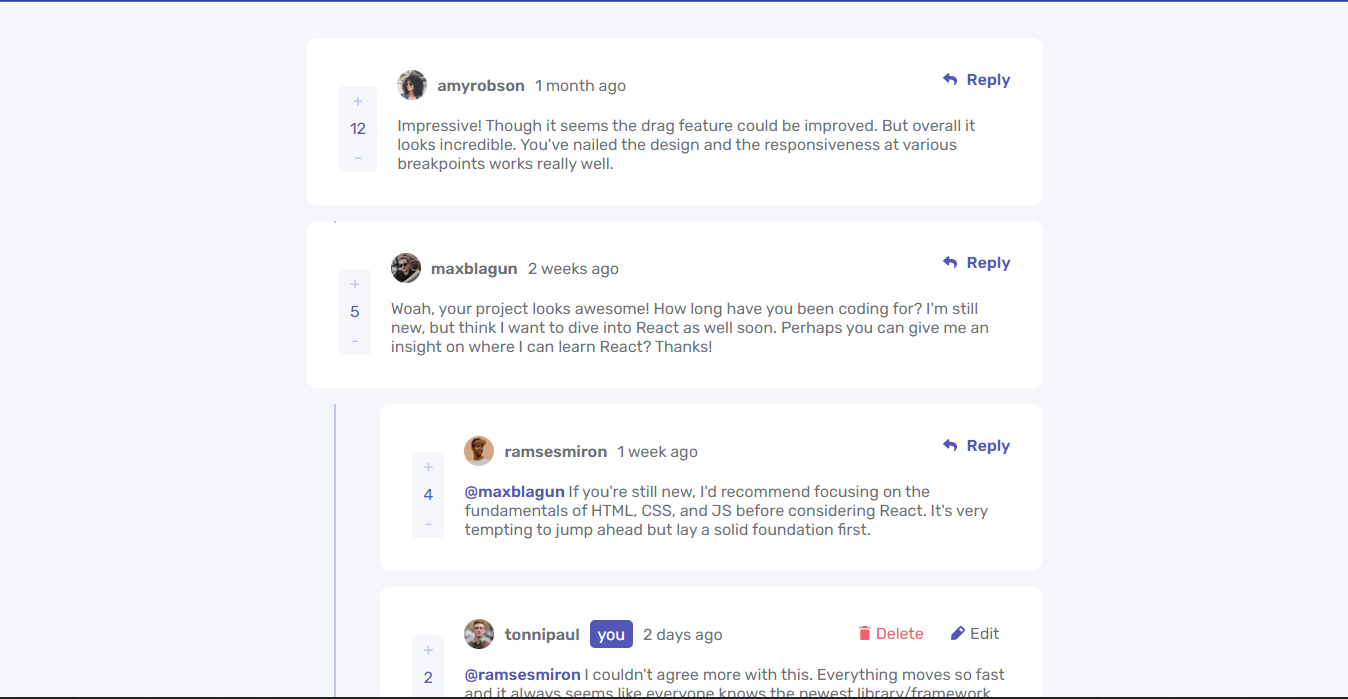 amyrobson 1 month ago Reply
+
12
-
Impressive! Though it seems the drag feature could be improved. But overall it
looks incredible. You've nailed the design and the responsiveness at various
breakpoints works really well.
maxblagun 2 weeks ago Reply
+
5
-
Woah, your project looks awesome! How long have you been coding for? I'm still
new, but think I want to dive into React as well soon. Perhaps you can give me an
insight on where I can learn React? Thanks!
ramsesmiron 1 week ago Reply
+
4
-
@maxblagun If you're still new, I'd recommend focusing on the
fundamentals of HTML, CSS, and JS before considering React. It's very
tempting to jump ahead but lay a solid foundation first.
tonnipaul you 2 days ago Delete Edit
+
2
@ramsesmiron I couldn't agree more with this. Everything moves so fast
and it always seems like everyone knows the newest library/framework